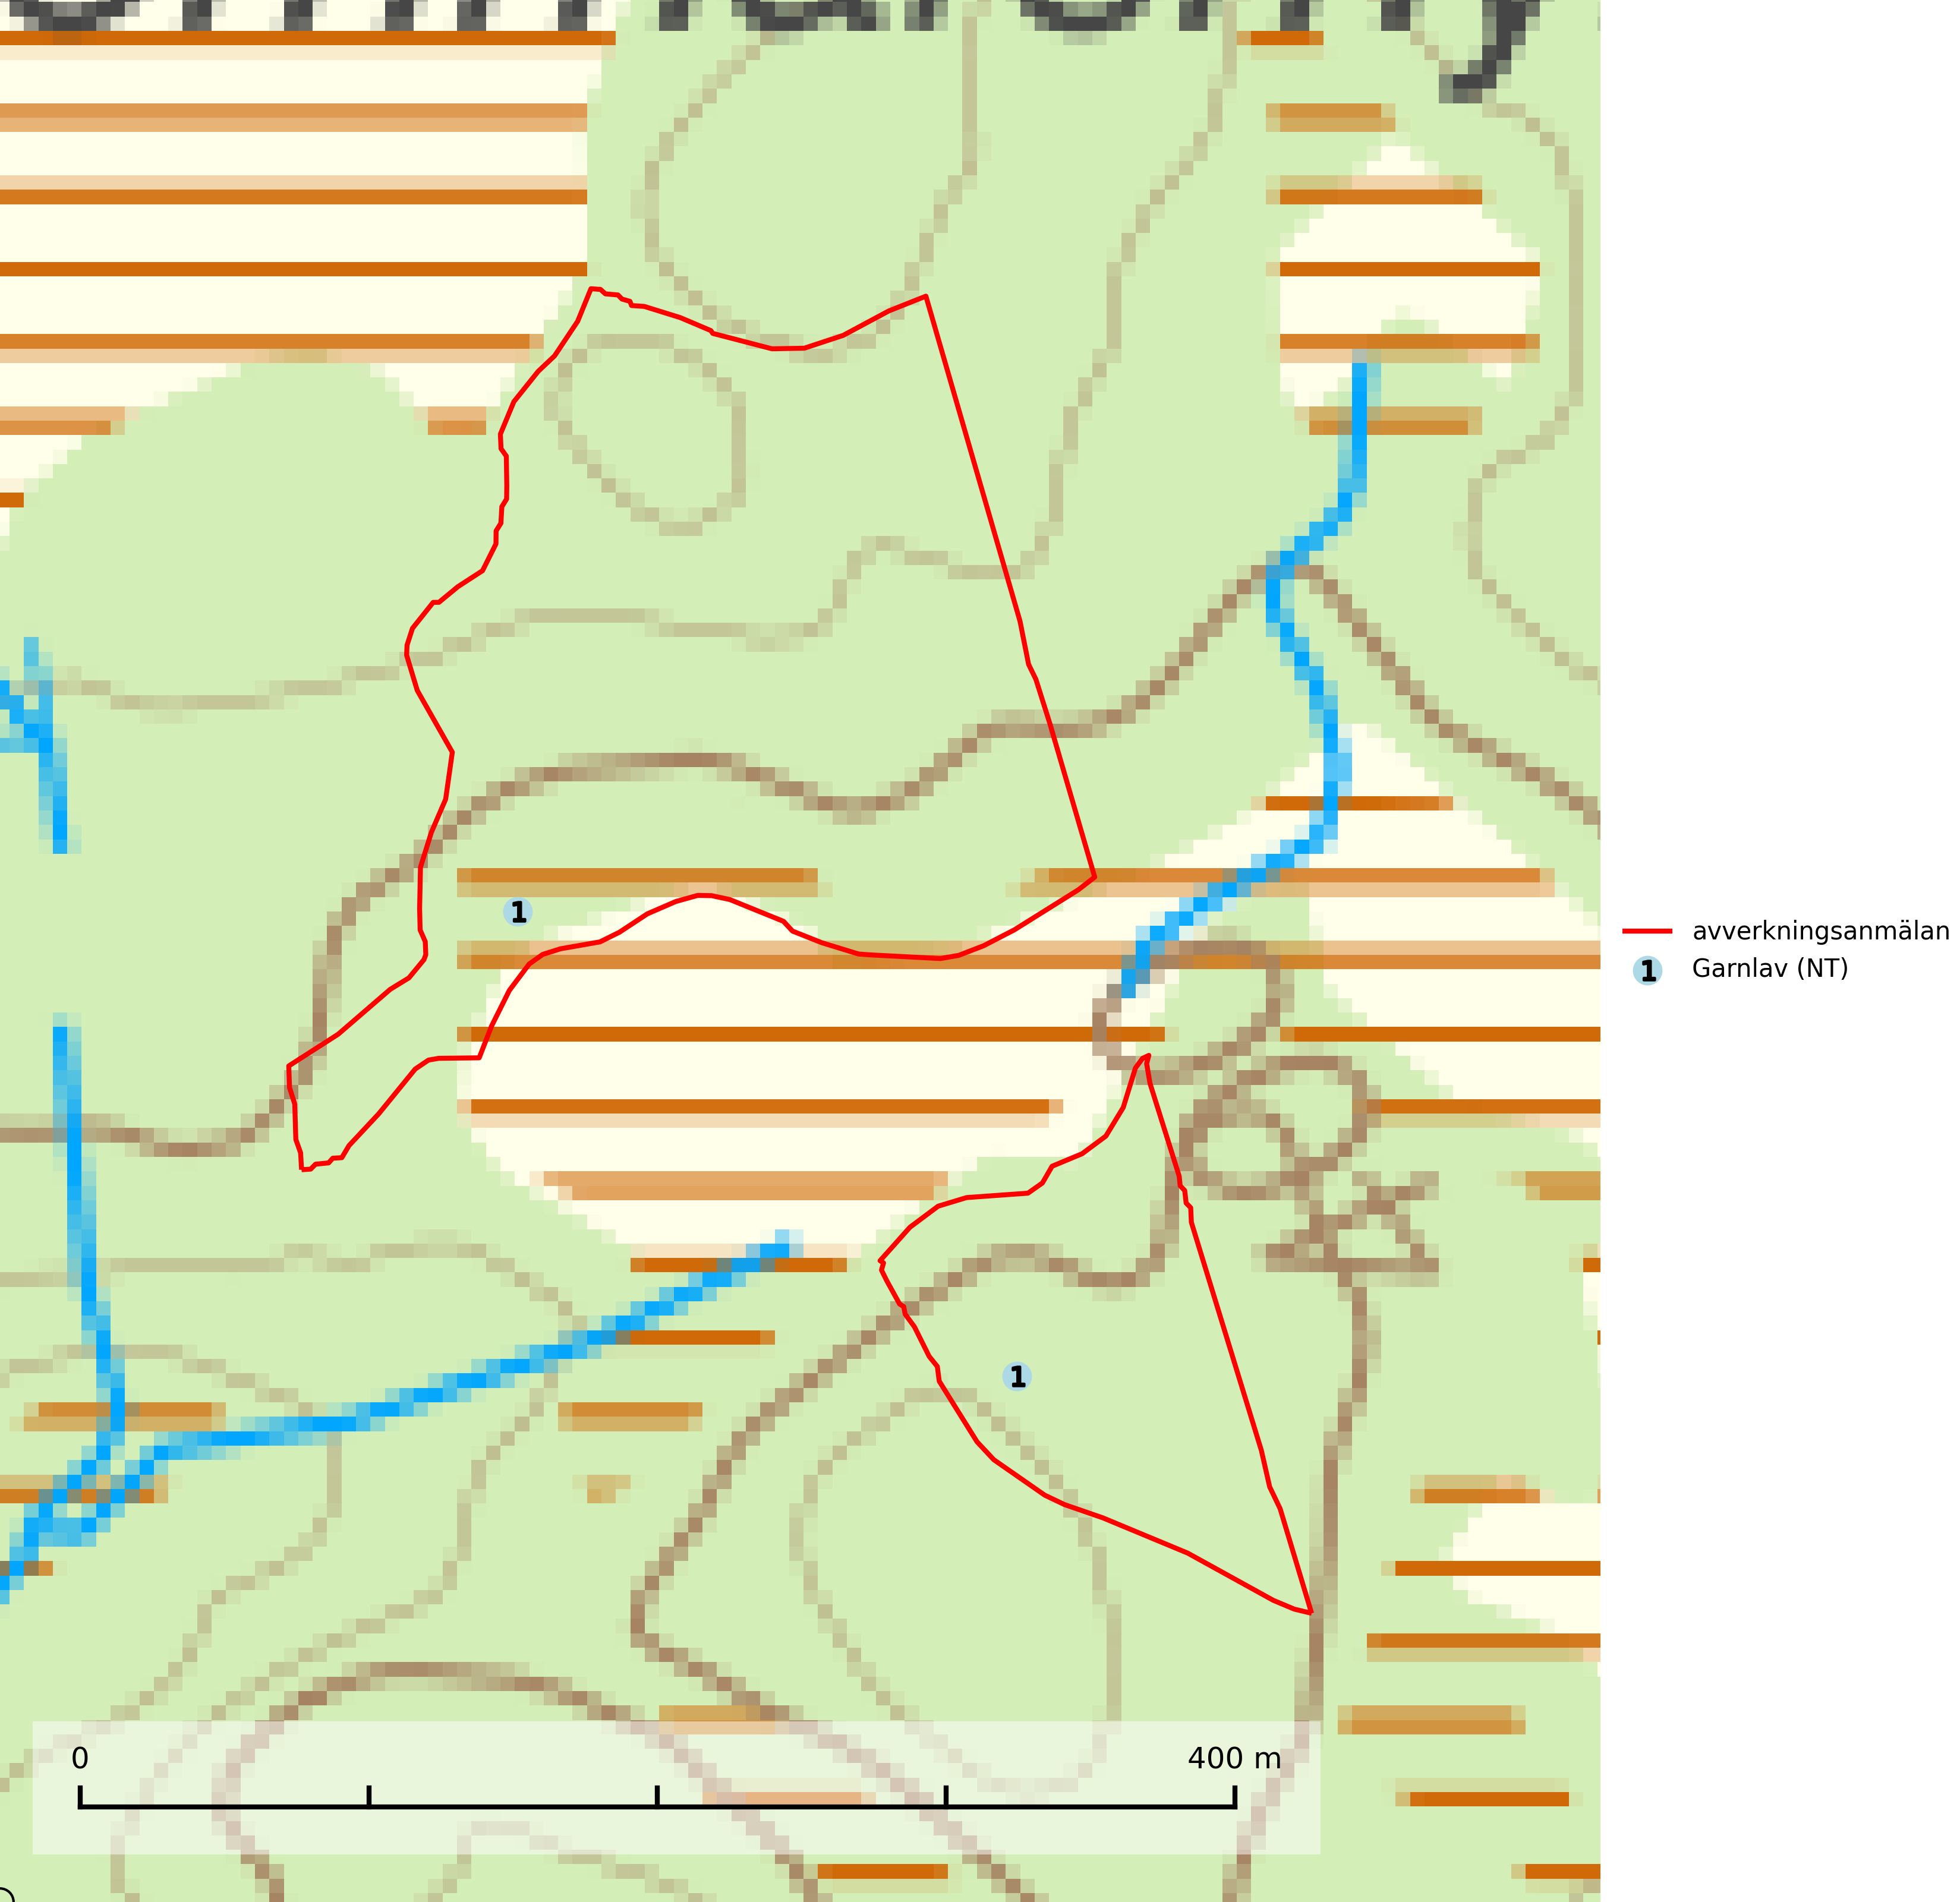 1
avverkningsanmälan
1 Garnlav (NT)
1
0 400 m